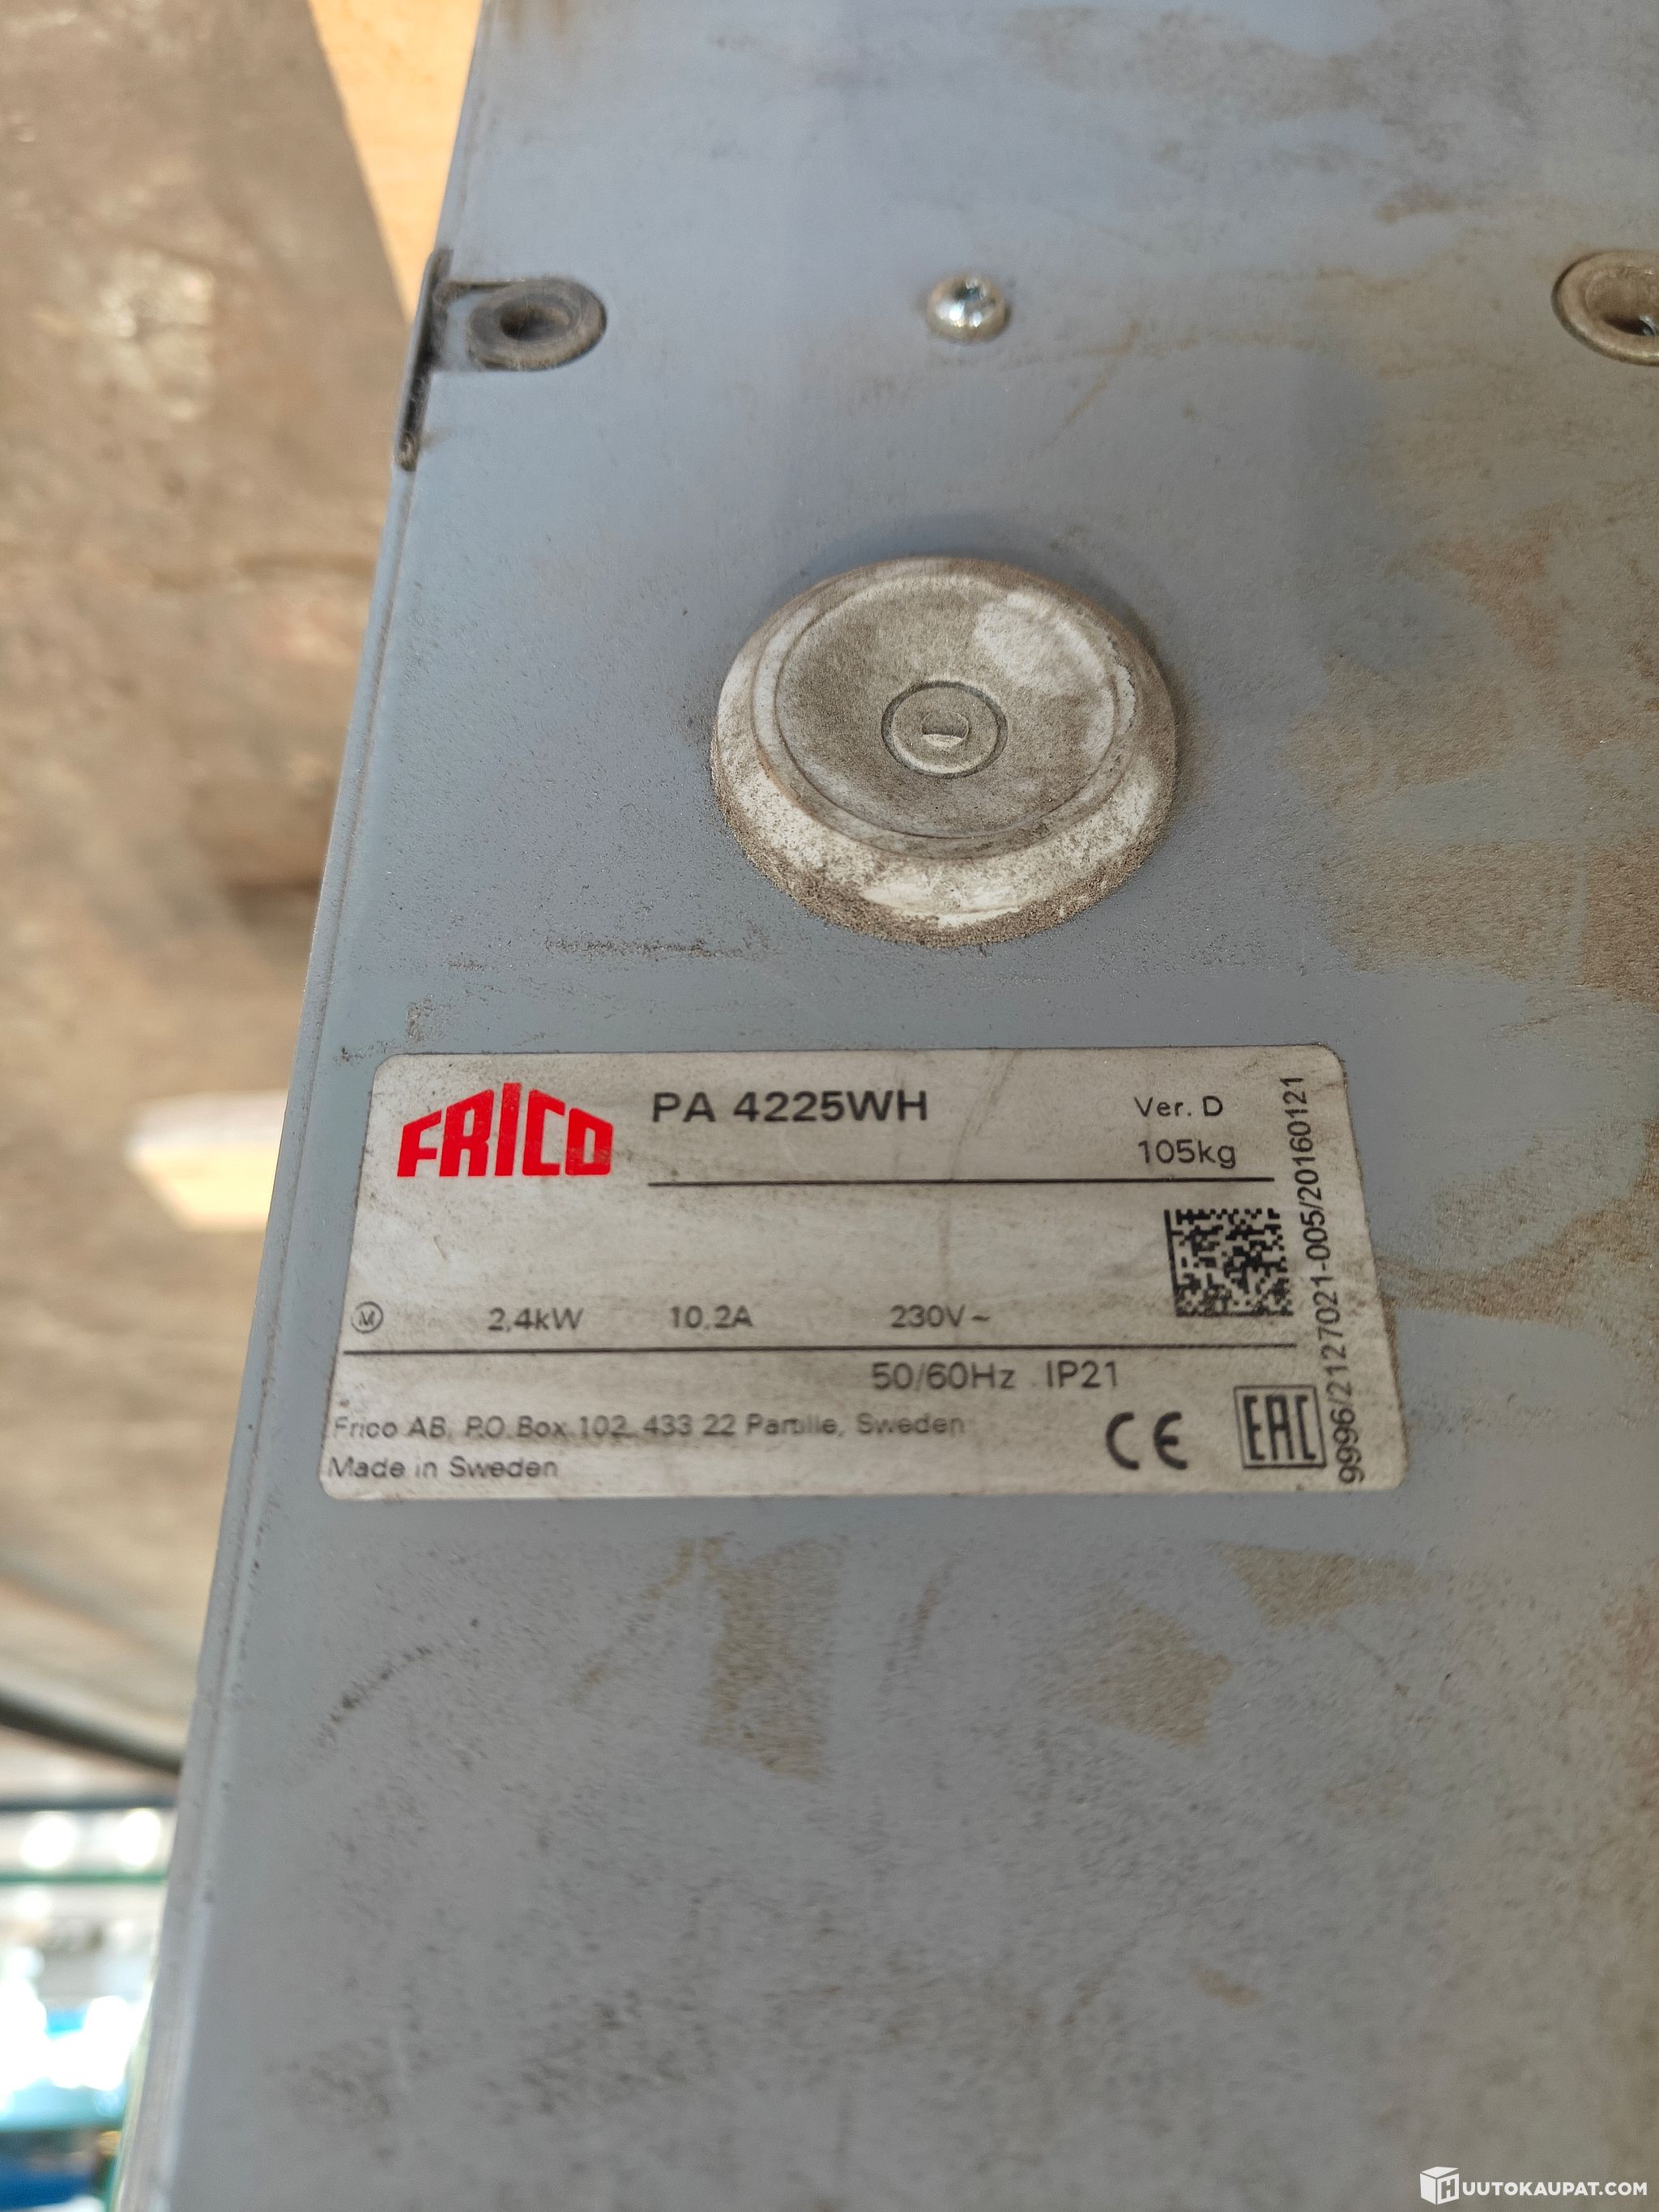 FRICO
PA 4225WH
Ver. D
105kg
M 2,4kW 10,2A 230V~
50/60Hz IP21
Frico AB, P.O Box 102, 433 22 Partille, Sweden
Made in Sweden
CE EAC
9996/2127021-005/20160121
HUUTOKAUPAT.COM